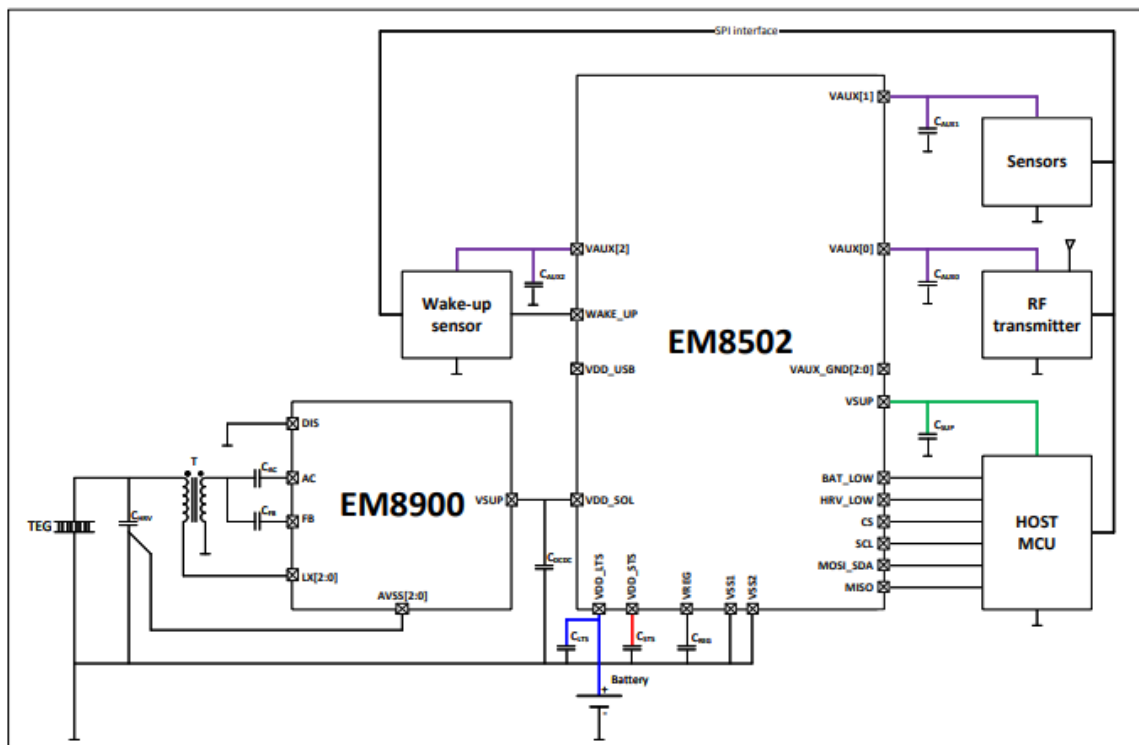 SPI interface
VAUX[1]
CAUX1
Sensors
VAUX[2]
CAUX2
VAUX[0]
CAUX0
Wake-up
sensor
WAKE_UP
RF
transmitter
EM8502
VDD_USB
VAUX_GND[2:0]
VSUP
CSUP
DIS
T
CAC
AC
EM8900
VSUP
VDD_SOL
BAT_LOW
HRV_LOW
TEG
CHRV
CFB
FB
CS
HOST
MCU
SCL
CDCDC
MOSI_SDA
LX[2:0]
MISO
AVSS[2:0]
VDD_LTS
VDD_STS
VREG
VSS1
VSS2
CLTS
CSTS
CREG
Battery
+
-